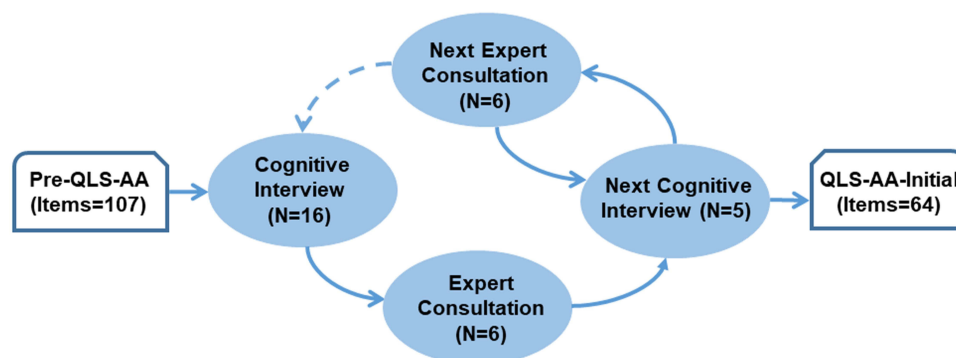 Next Expert
Consultation
(N=6)
Cognitive
Interview
(N=16)
Pre-QLS-AA
(Items=107)
Next Cognitive
Interview (N=5)
QLS-AA-Initial
(Items=64)
Expert
Consultation
(N=6)